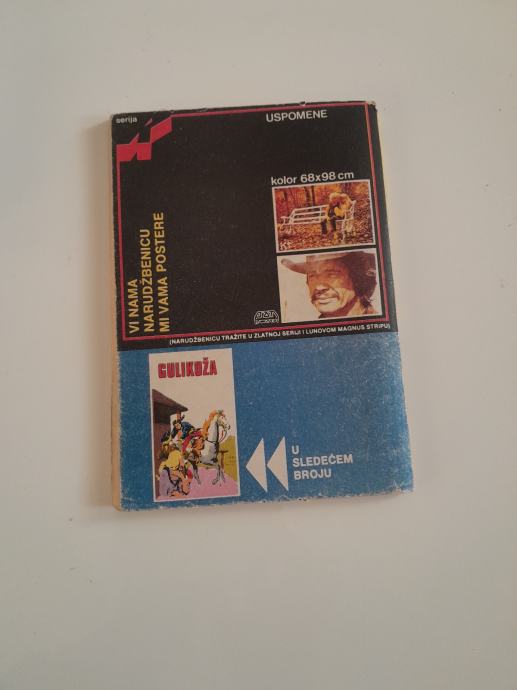 serija
USPOMENE
kolor 68x98 cm
VI NAMA
NARUDŽBENICU
MI VAMA POSTERE
K+
(NARUDŽBENICU TRAŽITE U ZLATNOJ SERIJI I LUNOVOM MAGNUS STRIPU)
GULIKOŽA
U
SLEDEĆEM
BROJU